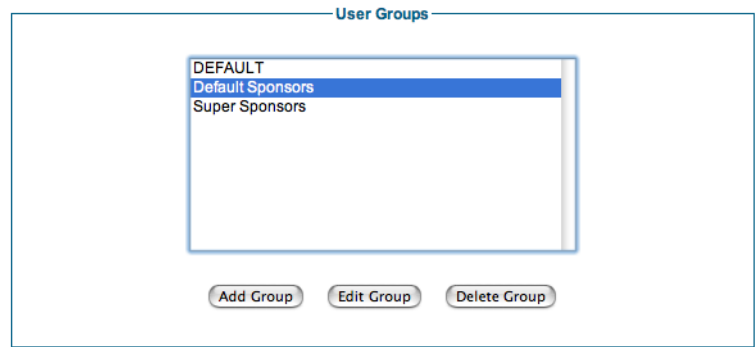 User Groups
DEFAULT
Default Sponsors
Super Sponsors
Add Group Edit Group Delete Group